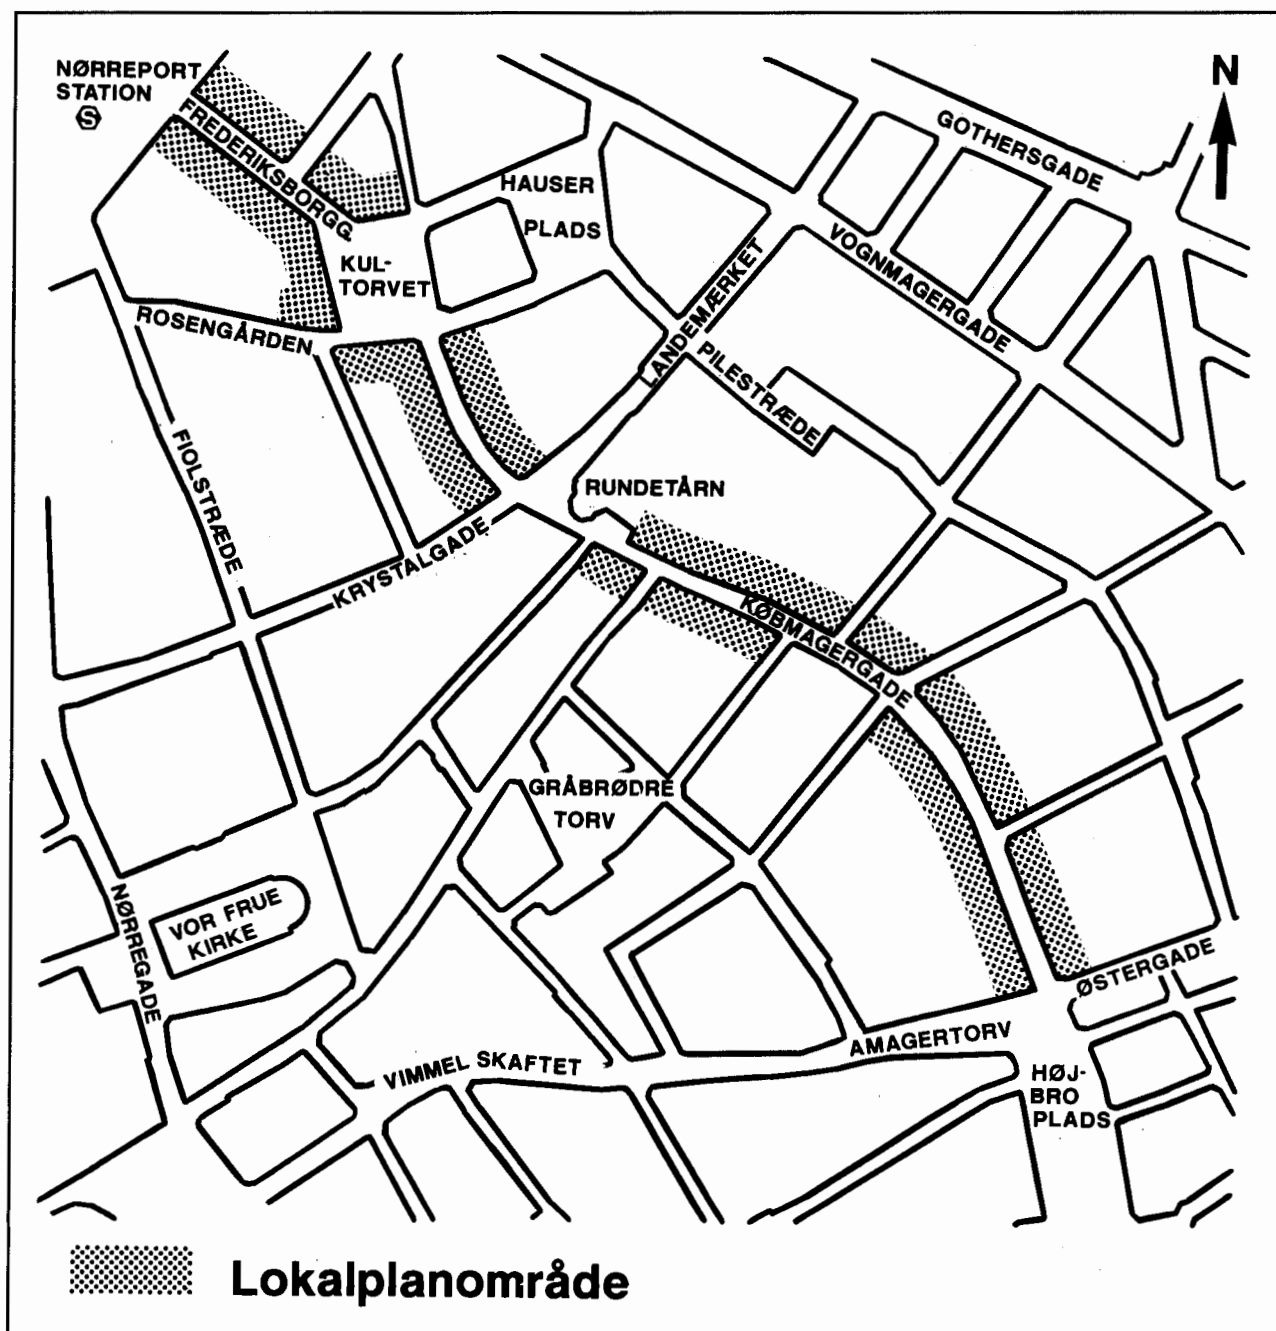 NØRREPORT
STATION
S
N
FREDERIKSBORGG.
GOTHERSGADE
HAUSER
PLADS
VOGNMAGERGADE
KUL-
TORVET
LANDEMÆRKET
ROSENGÅRDEN
PILESTRÆDE
FIOLSTRÆDE
RUNDETÅRN
KRYSTALGADE
KØBMAGERGADE
GRÅBRØDRE
TORV
NØRREGADE
VOR FRUE
KIRKE
ØSTERGADE
AMAGERTORV
VIMMEL SKAFTET
HØJ-
BRO
PLADS
Lokalplanområde